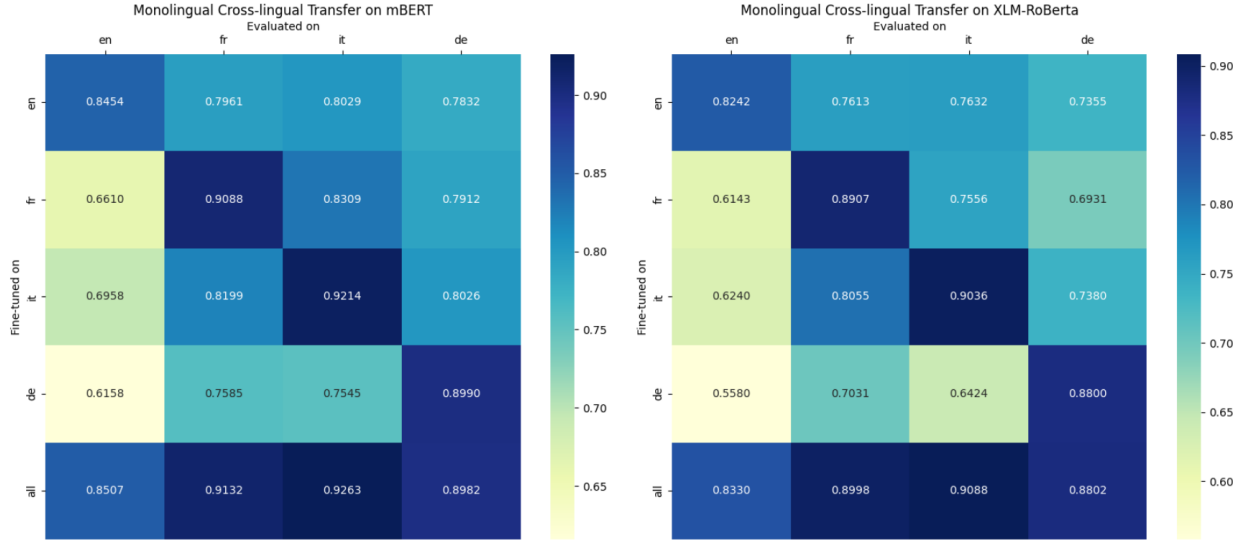 Monolingual Cross-lingual Transfer on mBERT
Evaluated on
en fr it de
Fine-tuned on
en 0.8454 0.7961 0.8029 0.7832
fr 0.6610 0.9088 0.8309 0.7912
it 0.6958 0.8199 0.9214 0.8026
de 0.6158 0.7585 0.7545 0.8990
all 0.8507 0.9132 0.9263 0.8982
0.90
0.85
0.80
0.75
0.70
0.65
Monolingual Cross-lingual Transfer on XLM-RoBerta
Evaluated on
en fr it de
Fine-tuned on
en 0.8242 0.7613 0.7632 0.7355
fr 0.6143 0.8907 0.7556 0.6931
it 0.6240 0.8055 0.9036 0.7380
de 0.5580 0.7031 0.6424 0.8800
all 0.8330 0.8998 0.9088 0.8802
0.90
0.85
0.80
0.75
0.70
0.65
0.60